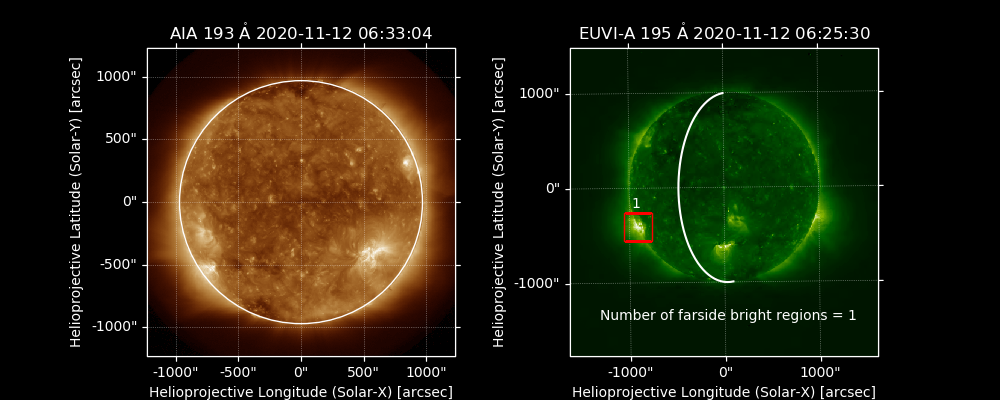 AIA 193 Å 2020-11-12 06:33:04
Helioprojective Latitude (Solar-Y) [arcsec]
1000"
500"
0"
-500"
-1000"
-1000"
-500"
0"
500"
1000"
Helioprojective Longitude (Solar-X) [arcsec]
EUVI-A 195 Å 2020-11-12 06:25:30
Helioprojective Latitude (Solar-Y) [arcsec]
1000"
0"
-1000"
1
Number of farside bright regions = 1
-1000"
0"
1000"
Helioprojective Longitude (Solar-X) [arcsec]